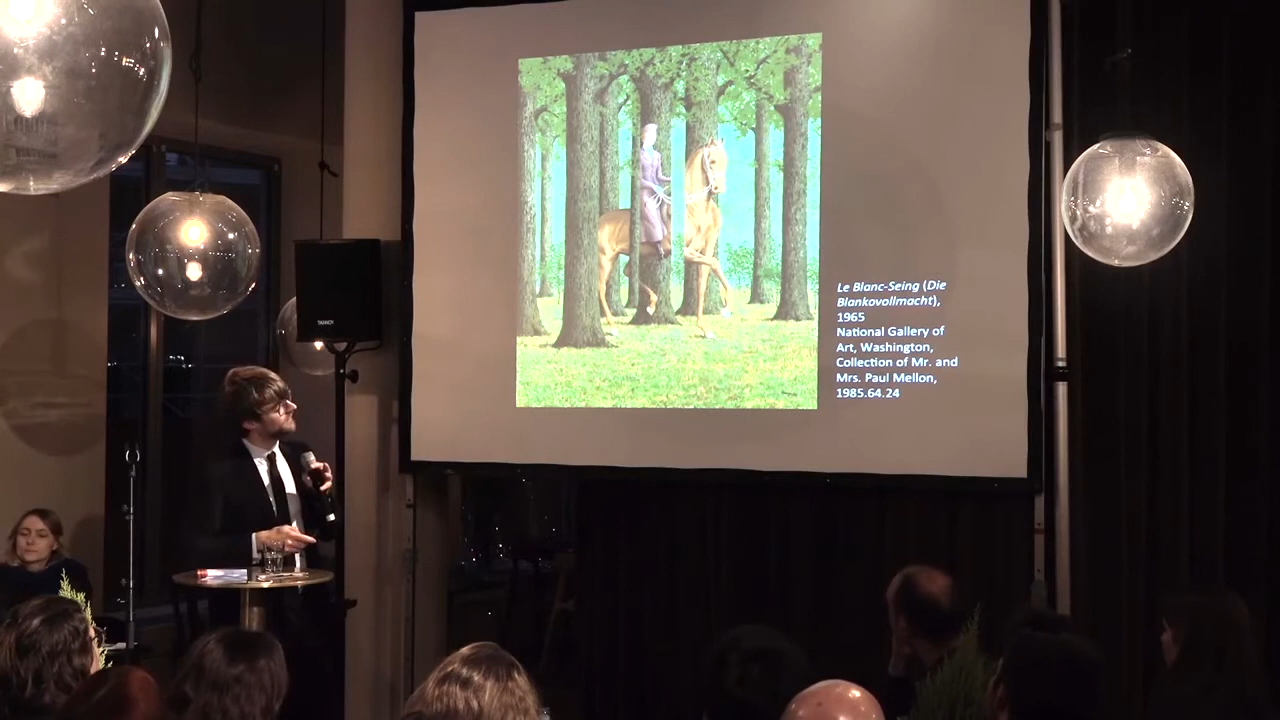 Le Blanc-Seing (Die
Blankovollmacht),
1965
National Gallery of
Art, Washington,
Collection of Mr. and
Mrs. Paul Mellon,
1985.64.24
TANNOY